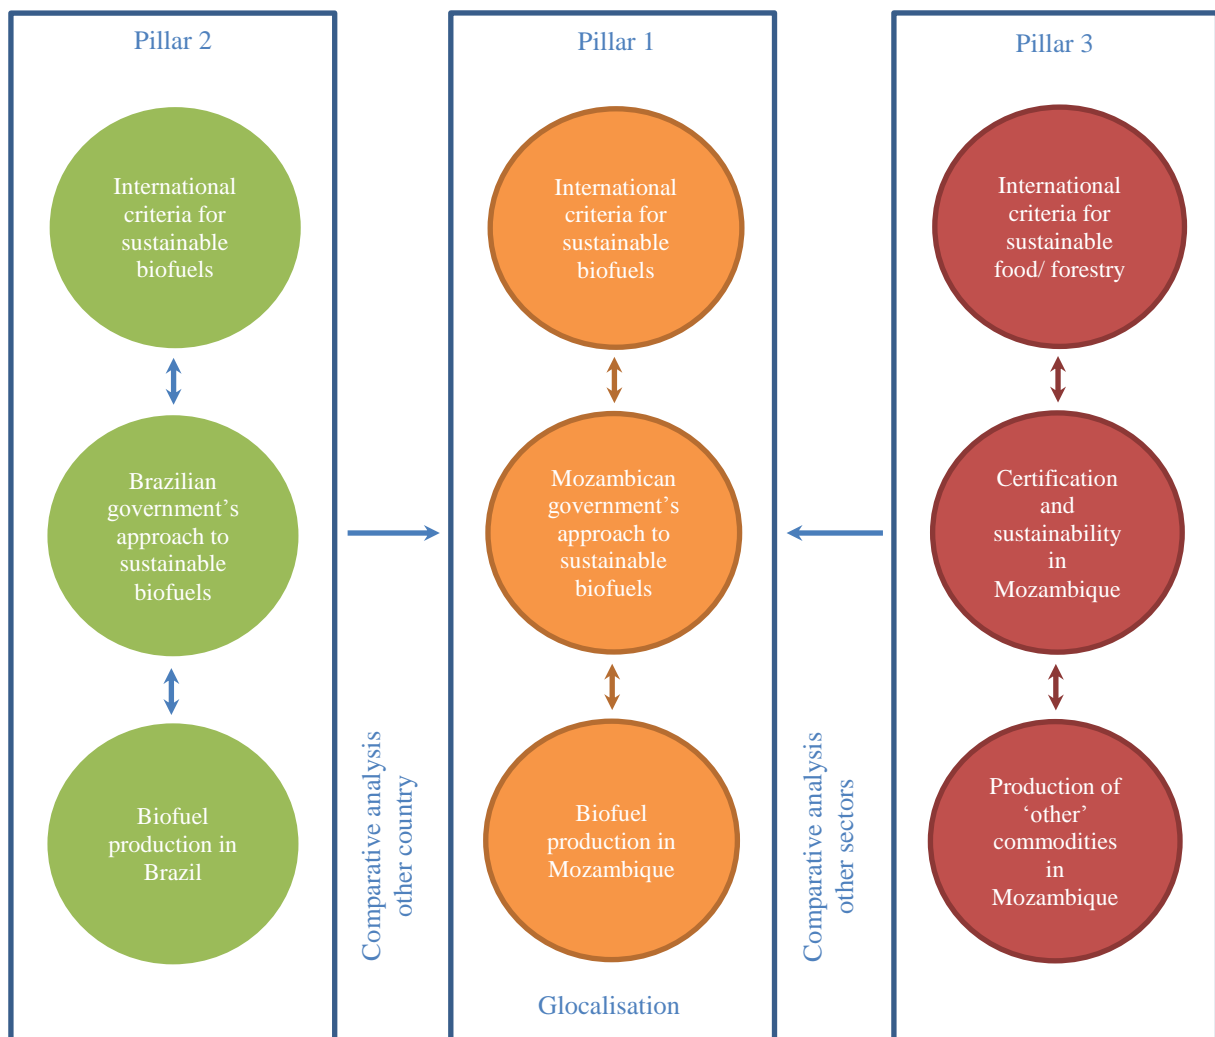 Pillar 2
International
criteria for
sustainable
biofuels
Brazilian
government’s
approach to
sustainable
biofuels
Biofuel
production in
Brazil
Comparative analysis
other country
Pillar 1
International
criteria for
sustainable
biofuels
Mozambican
government’s
approach to
sustainable
biofuels
Biofuel
production in
Mozambique
Glocalisation
Comparative analysis
other sectors
Pillar 3
International
criteria for
sustainable
food/ forestry
Certification
and
sustainability
in
Mozambique
Production of
‘other’
commodities
in
Mozambique